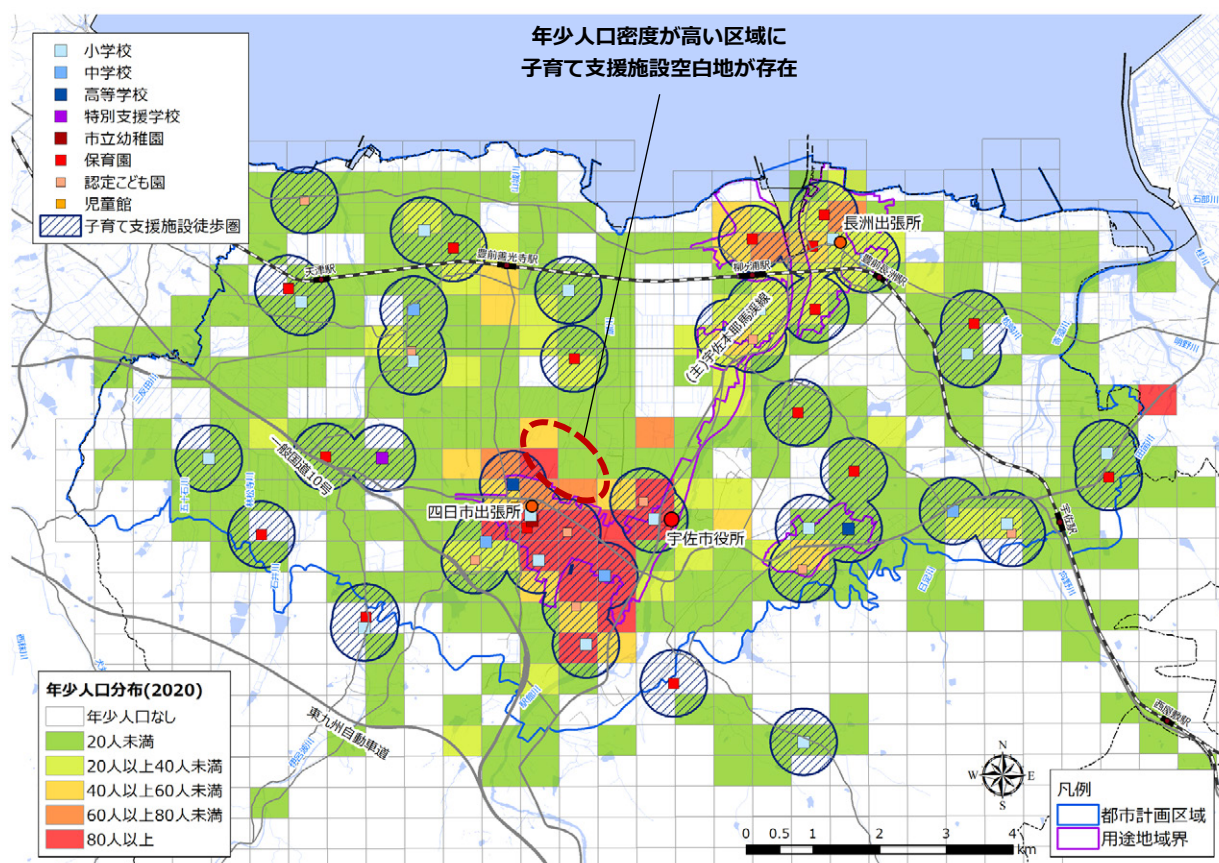 年少人口密度が高い区域に
子育て支援施設空白地が存在
小学校
中学校
高等学校
特別支援学校
市立幼稚園
保育園
認定こども園
児童館
子育て支援施設徒歩圏
長洲出張所
天津駅
豊前善光寺駅
柳ヶ浦駅
豊前長洲駅
(主)宇佐本耶馬渓線
一般国道10号
四日市出張所
宇佐市役所
宇佐駅
西屋敷駅
東九州自動車道
駅館川
年少人口分布(2020)
年少人口なし
20人未満
20人以上40人未満
40人以上60人未満
60人以上80人未満
80人以上
N
W
E
S
0 0.5 1 2 3 4
km
凡例
都市計画区域
用途地域界